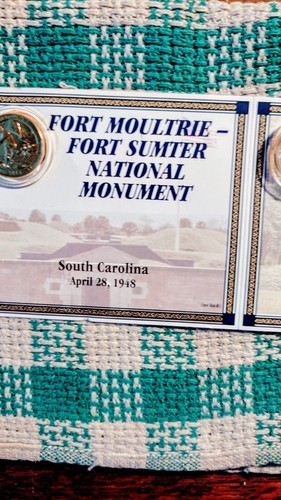 FORT MOULTRIE –
FORT SUMTER
NATIONAL
MONUMENT
South Carolina
April 28, 1948